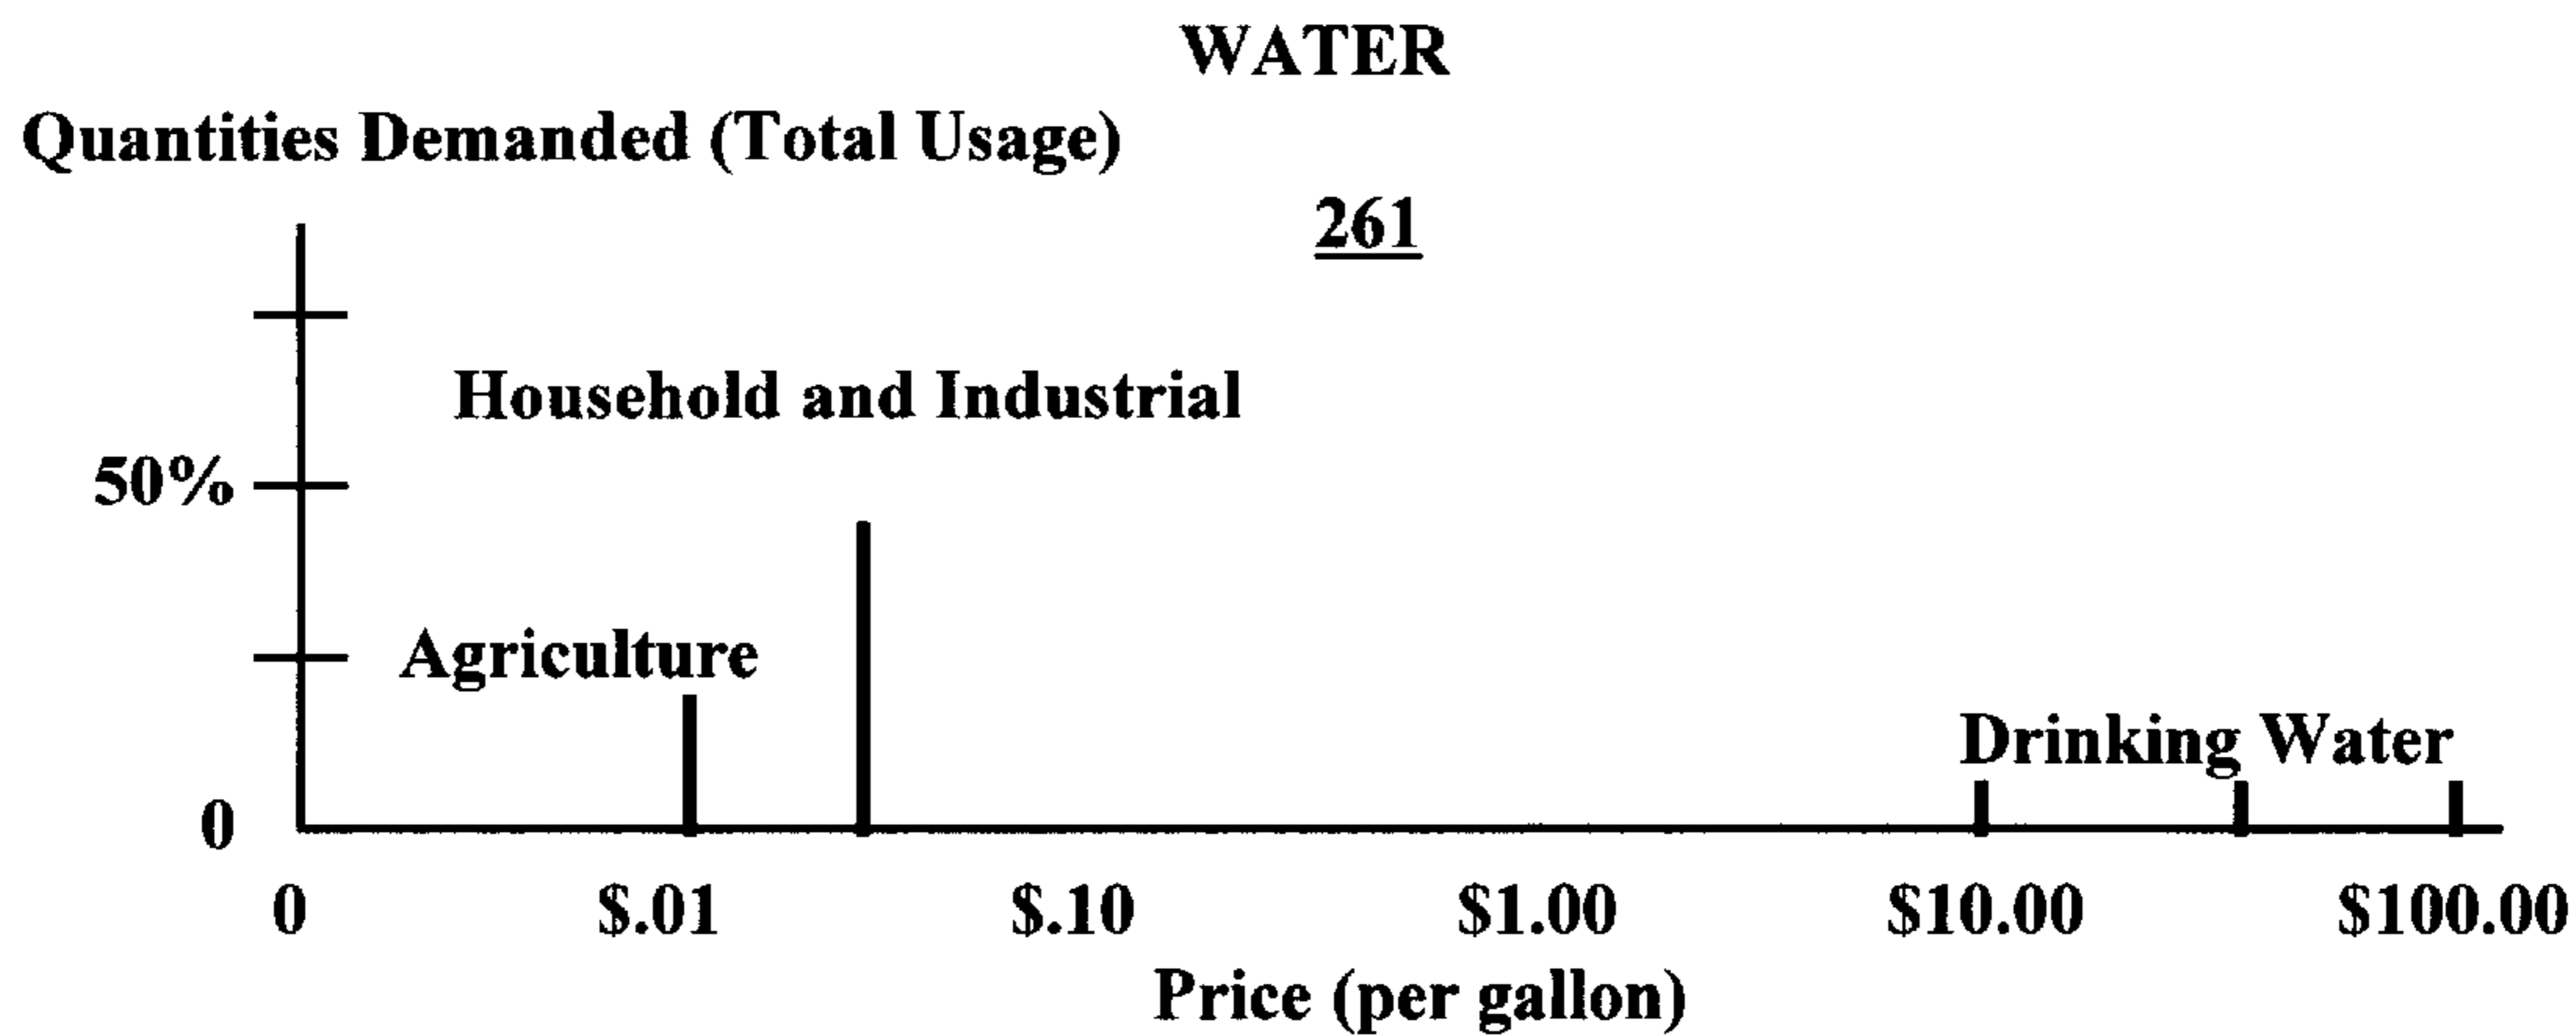 WATER
Quantities Demanded (Total Usage)
261
Household and Industrial
50%
Agriculture
Drinking Water
0
0 $.01 $.10 $1.00 $10.00 $100.00
Price (per gallon)